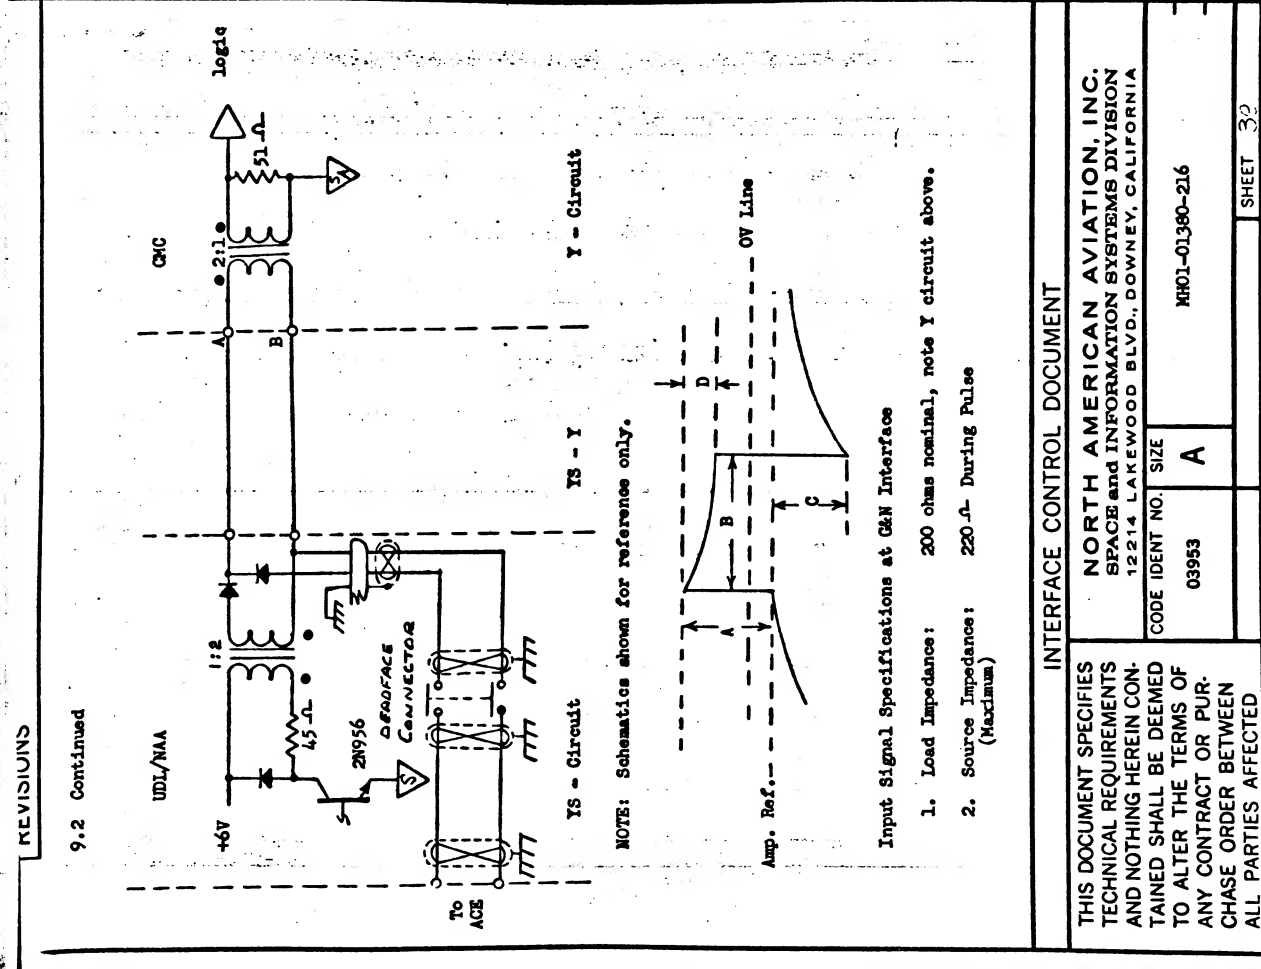 REVISIONS
9.2 Continued
UDL/NAA
CMC
logic
+6V
1:2
A
2:1
51 Ω
45 Ω
B
2N956
DEADFACE
CONNECTOR
S
S
To
ACE
YS - Circuit
YS - Y
Y - Circuit
NOTE: Schematics shown for reference only.
A
B
C
D
OV Line
Amp. Ref.
Input Signal Specifications at G&N Interface
1. Load Impedance: 200 ohms nominal, note Y circuit above.
2. Source Impedance: 220 Ω During Pulse
(Maximum)
INTERFACE CONTROL DOCUMENT
THIS DOCUMENT SPECIFIES
TECHNICAL REQUIREMENTS
AND NOTHING HEREIN CON-
TAINED SHALL BE DEEMED
TO ALTER THE TERMS OF
ANY CONTRACT OR PUR-
CHASE ORDER BETWEEN
ALL PARTIES AFFECTED
NORTH AMERICAN AVIATION, INC.
SPACE and INFORMATION SYSTEMS DIVISION
12214 LAKEWOOD BLVD., DOWNEY, CALIFORNIA
CODE IDENT NO.
03953
SIZE
A
MH01-01380-216
SHEET 30